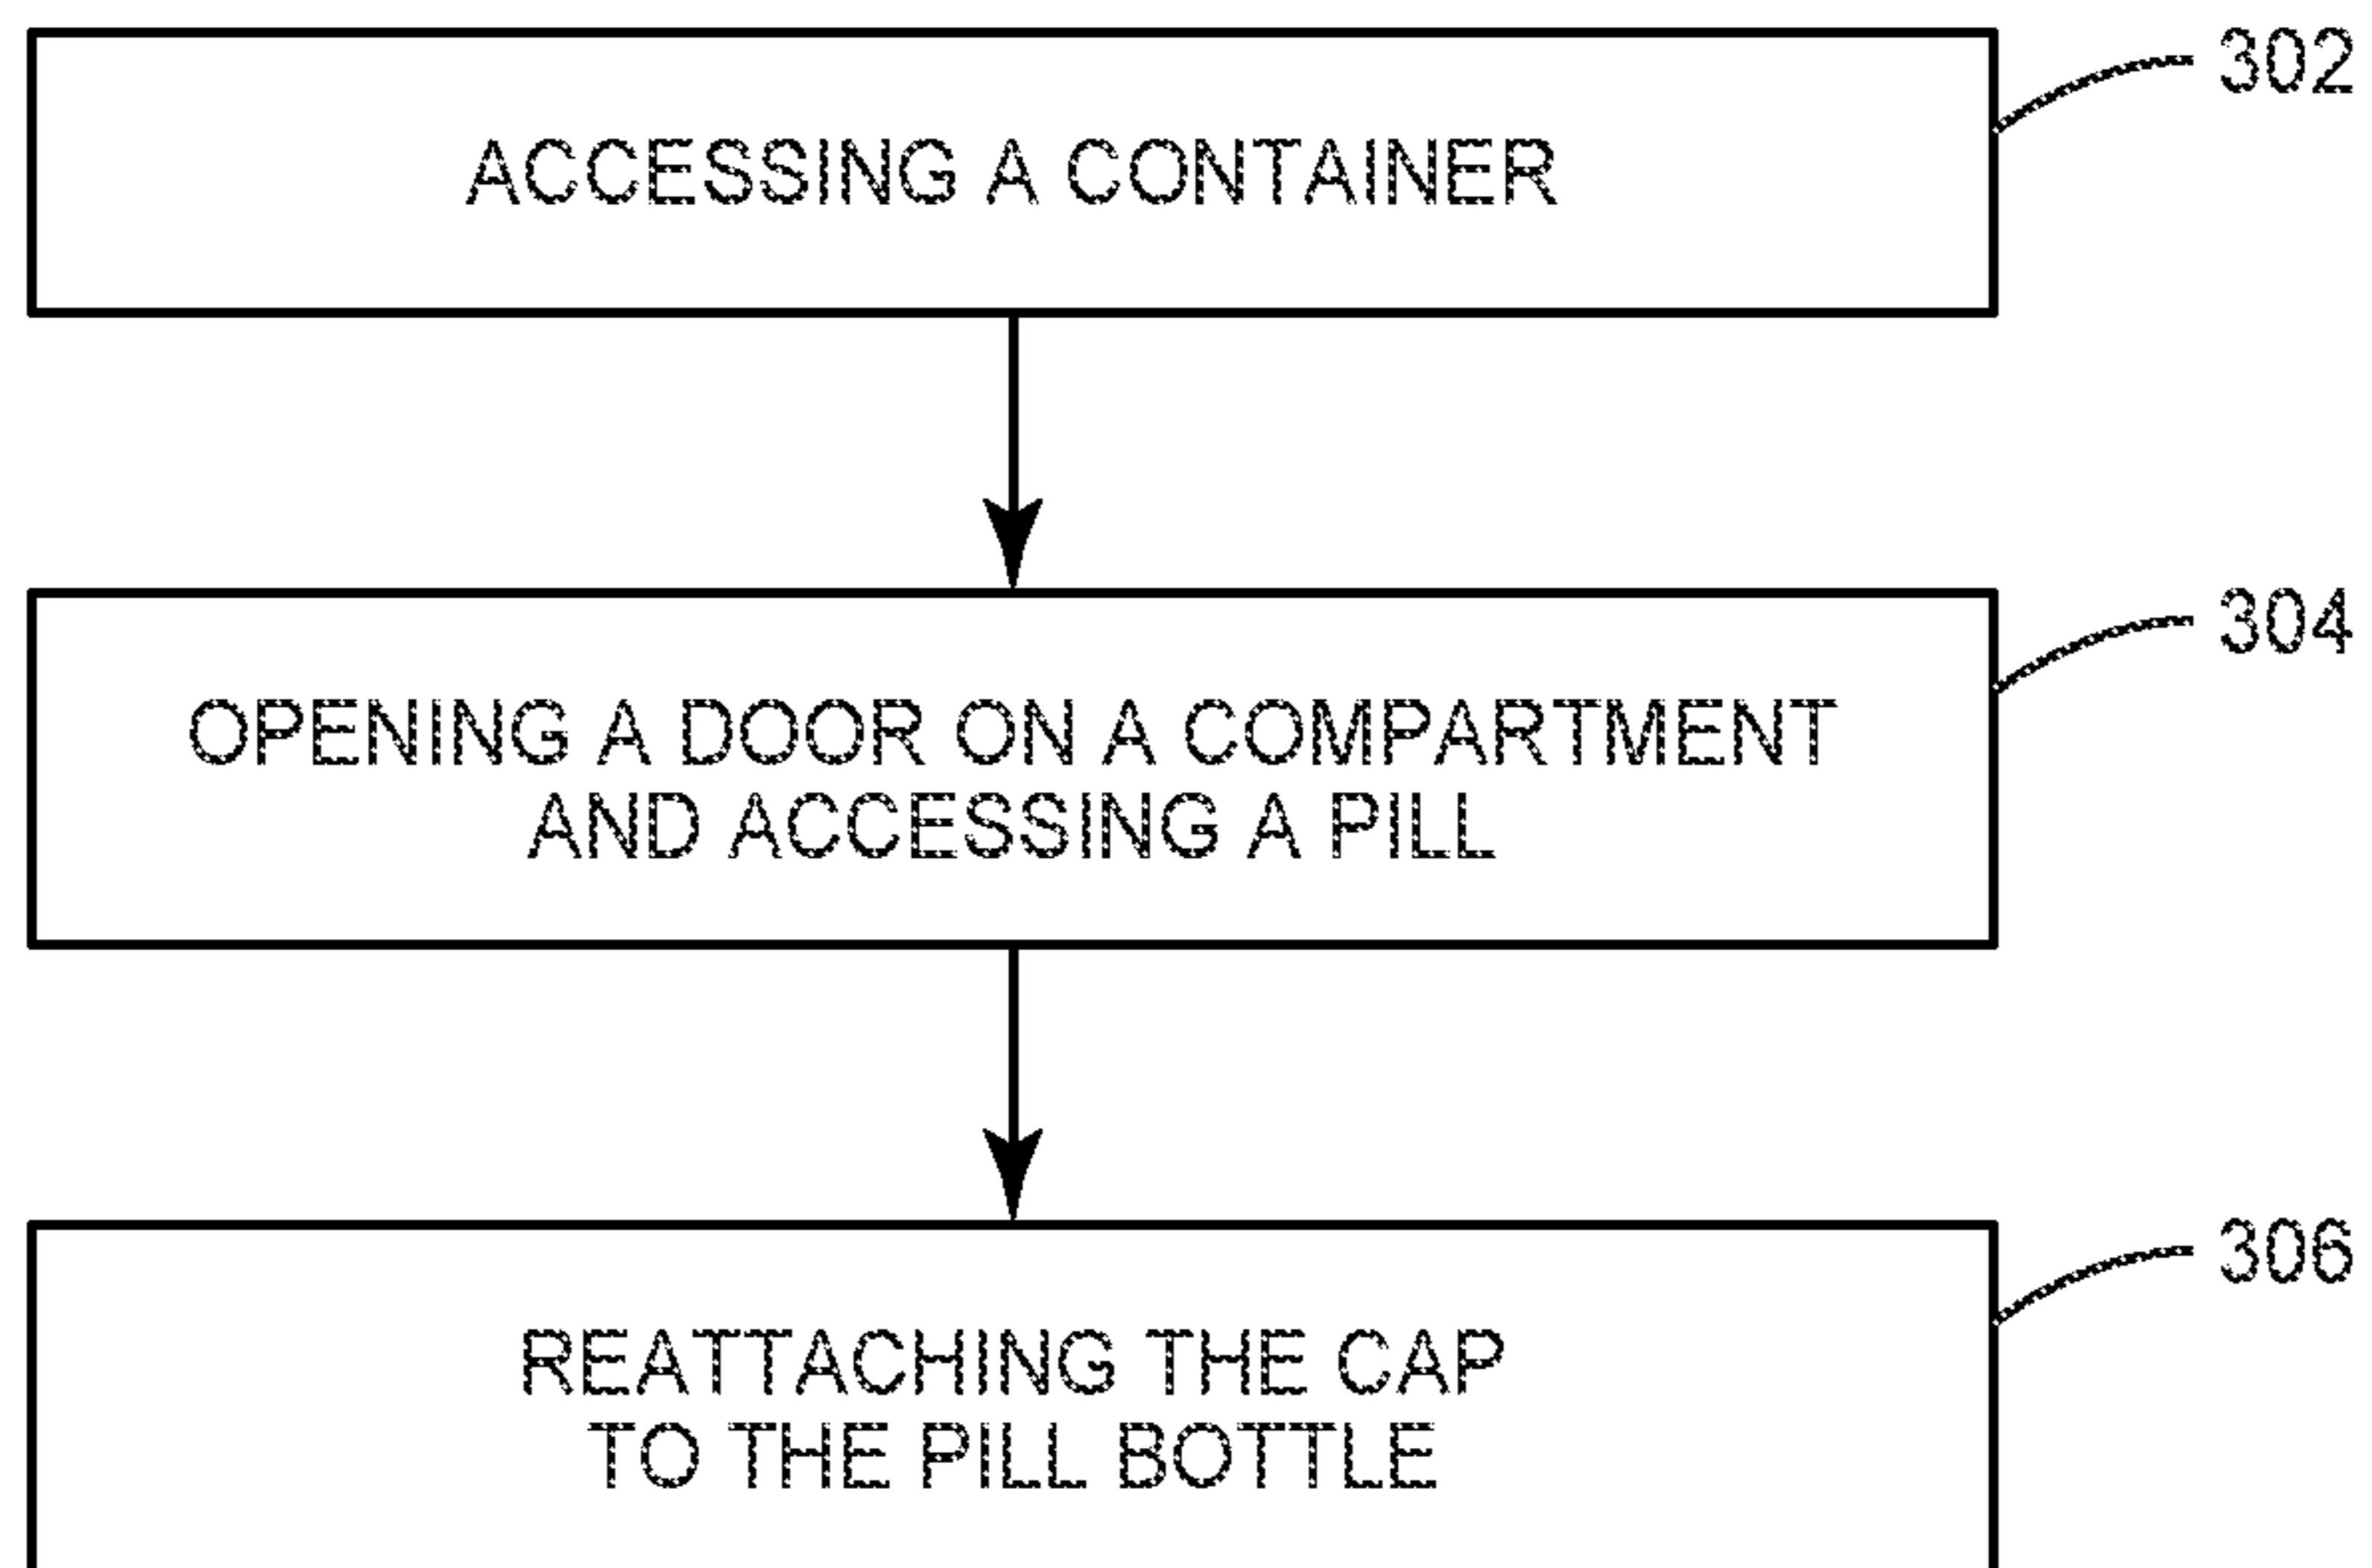 302
ACCESSING A CONTAINER
304
OPENING A DOOR ON A COMPARTMENT
AND ACCESSING A PILL
306
REATTACHING THE CAP
TO THE PILL BOTTLE